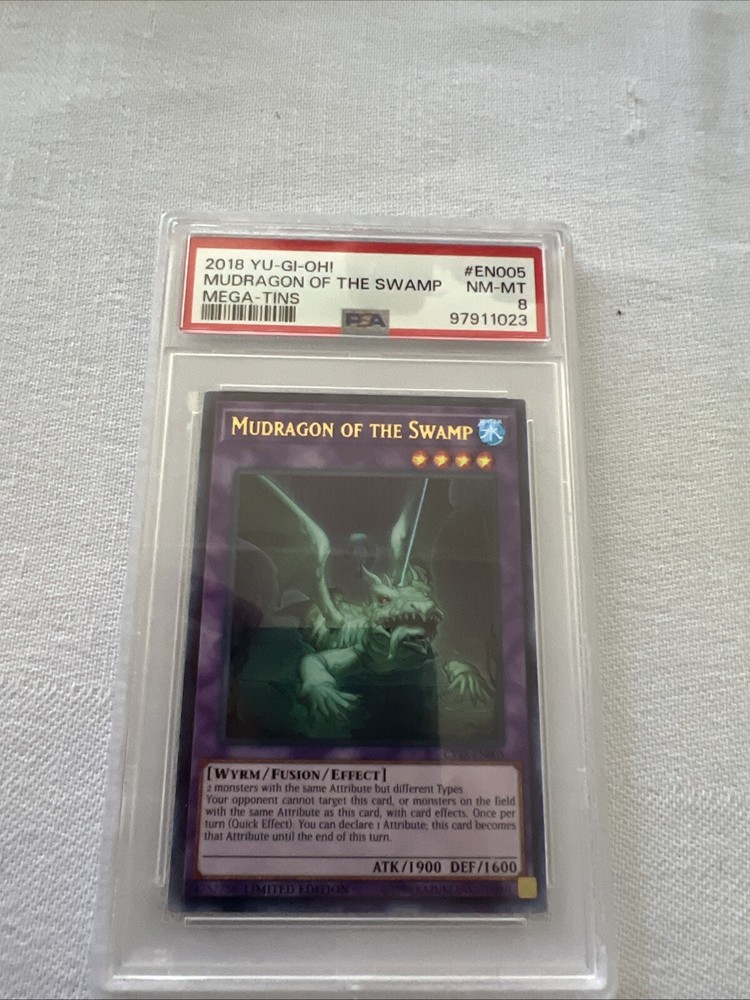 2018 YU-GI-OH! #EN005
MUDRAGON OF THE SWAMP NM-MT
MEGA-TINS 8
PSA 97911023
MUDRAGON OF THE SWAMP 水
[WYRM/FUSION/EFFECT]
2 monsters with the same Attribute but different Types
Your opponent cannot target this card, or monsters on the field
with the same Attribute as this card, with card effects. Once per
turn (Quick Effect): You can declare 1 Attribute; this card becomes
that Attribute until the end of this turn.
ATK/1900 DEF/1600
LIMITED EDITION